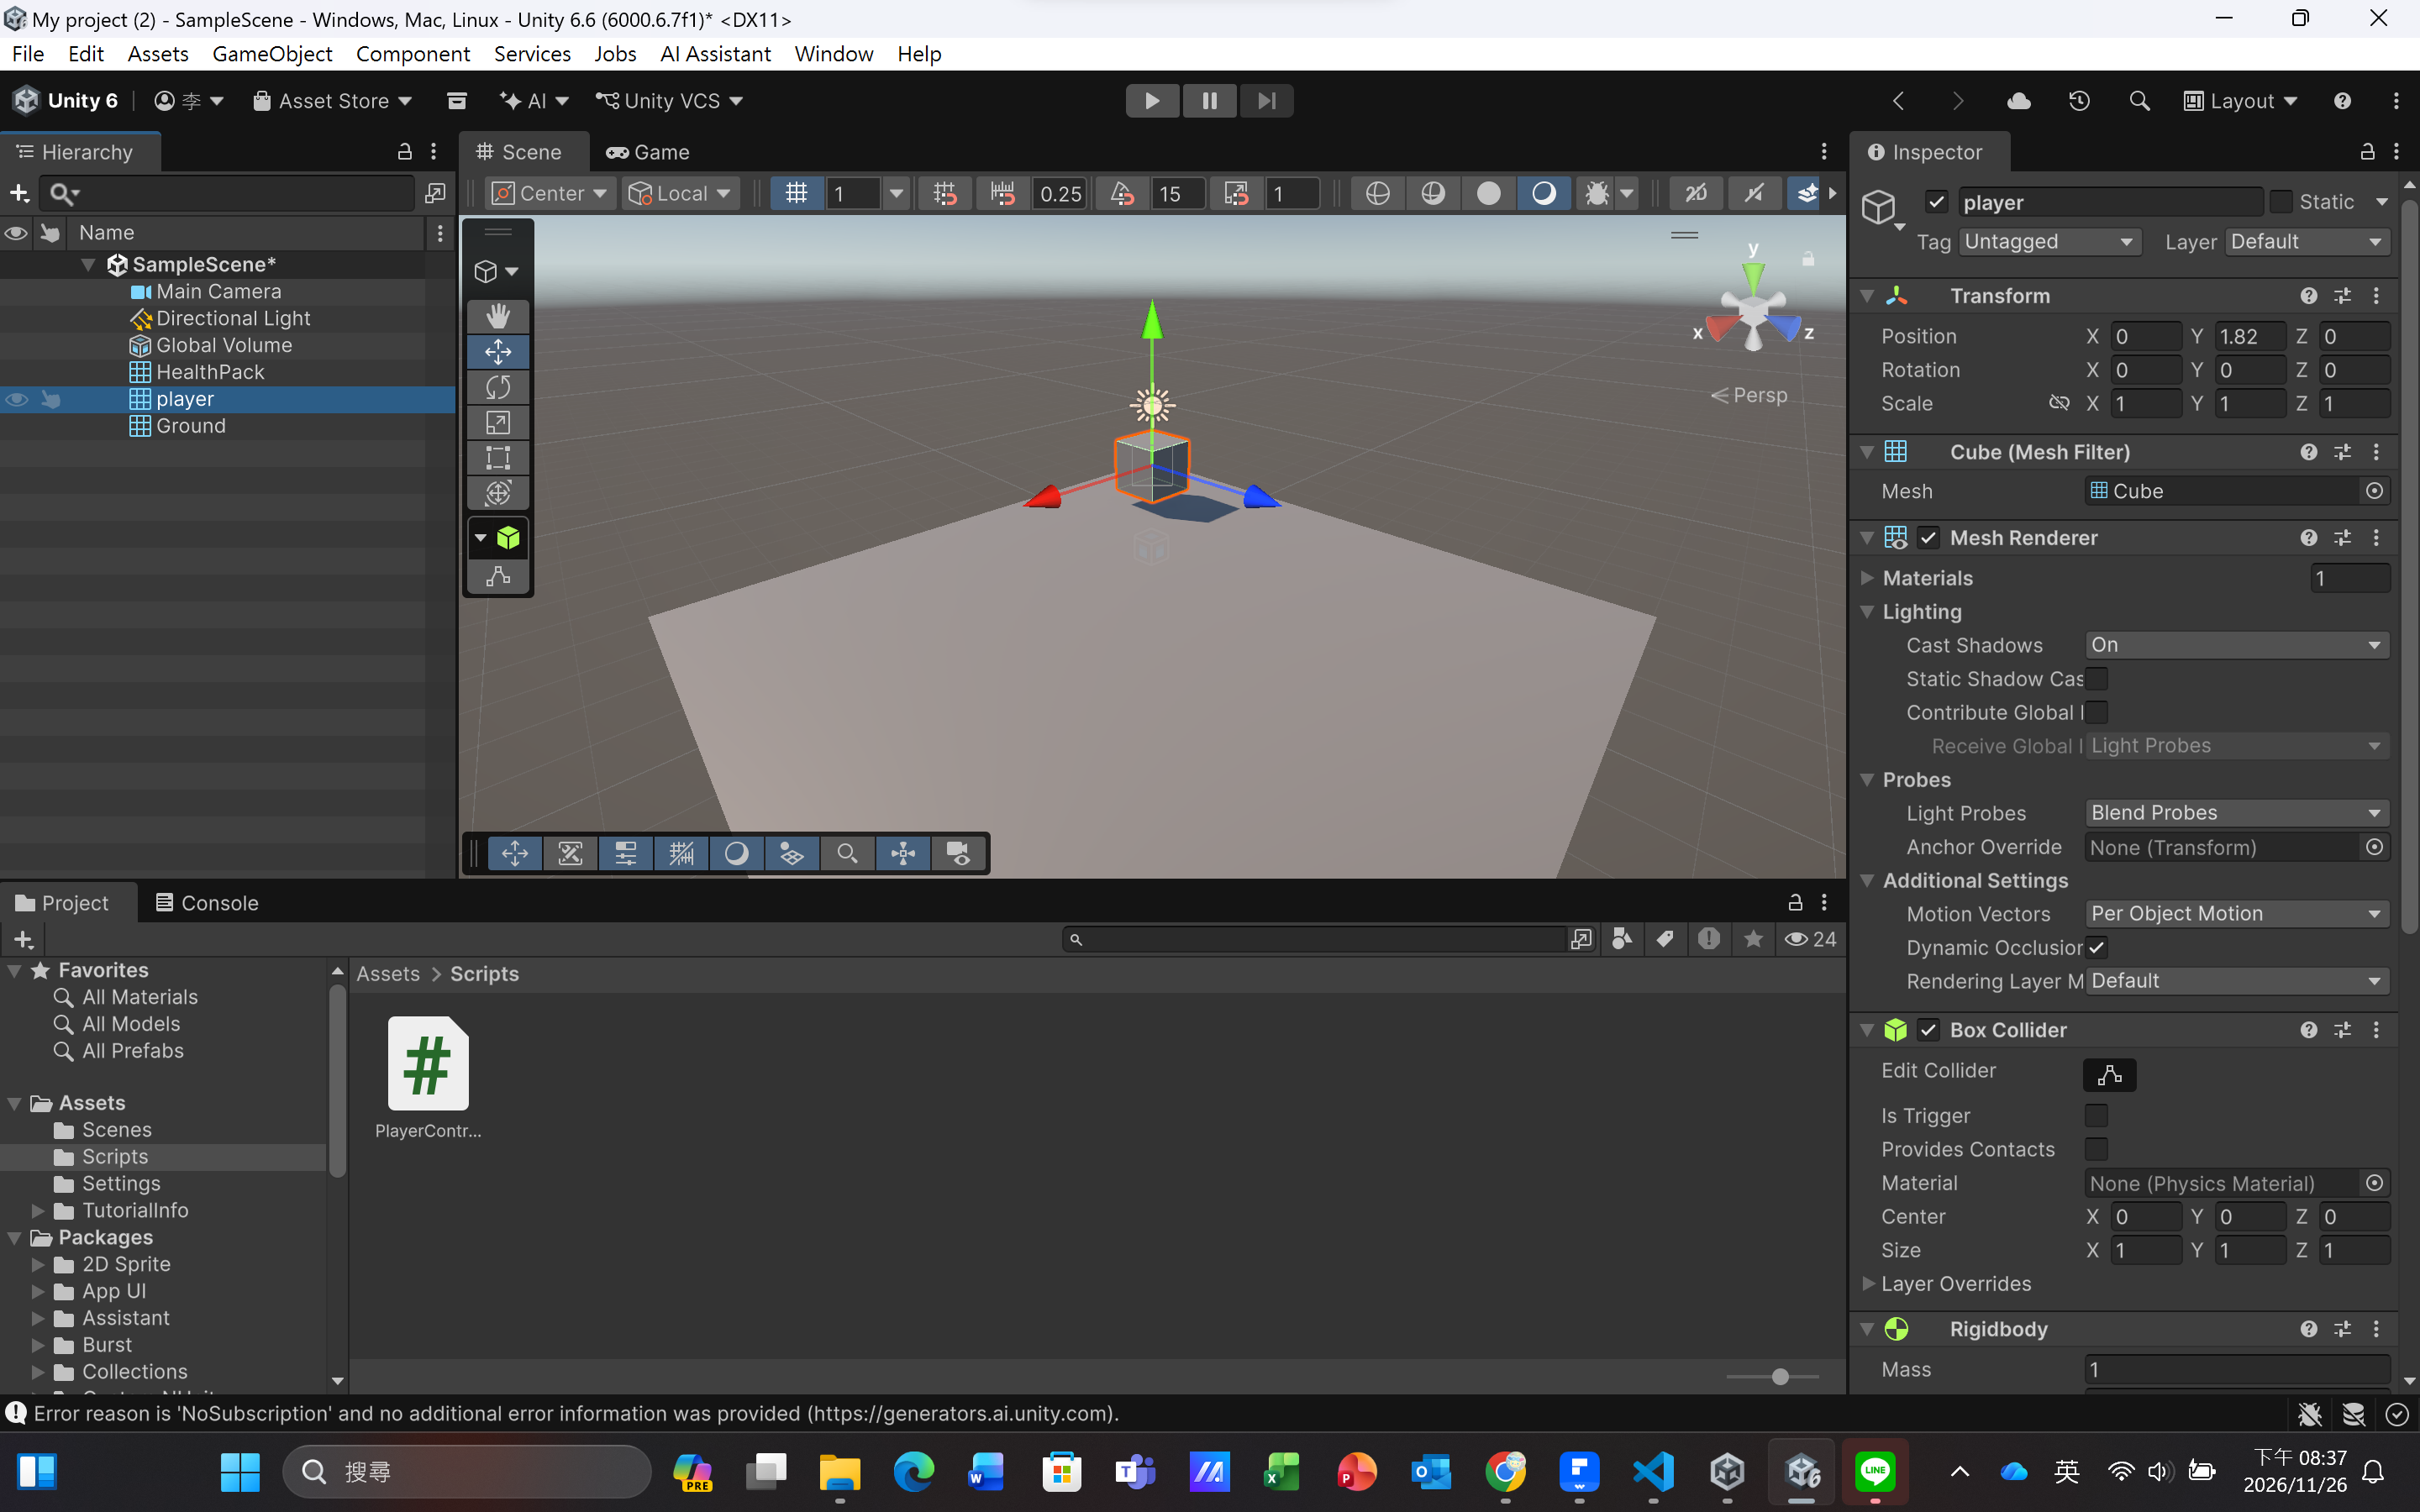 My project (2) - SampleScene - Windows, Mac, Linux - Unity 6.6 (6000.6.7f1)* <DX11>
File Edit Assets GameObject Component Services Jobs AI Assistant Window Help
Unity 6 李 Asset Store AI Unity VCS Layout
Hierarchy
Scene Game
Inspector
Center Local 1 0.25 15 1 2D
player Static
Name
Tag Untagged Layer Default
SampleScene*
Main Camera
Directional Light
Global Volume
HealthPack
player
Ground
y
x z
Persp
Transform
Position X 0 Y 1.82 Z 0
Rotation X 0 Y 0 Z 0
Scale X 1 Y 1 Z 1
Cube (Mesh Filter)
Mesh Cube
Mesh Renderer
Materials 1
Lighting
Cast Shadows On
Static Shadow Cas
Contribute Global I
Receive Global I Light Probes
Probes
Light Probes Blend Probes
Anchor Override None (Transform)
Additional Settings
Motion Vectors Per Object Motion
Dynamic Occlusion
Rendering Layer M Default
Box Collider
Edit Collider
Is Trigger
Provides Contacts
Material None (Physics Material)
Center X 0 Y 0 Z 0
Size X 1 Y 1 Z 1
Layer Overrides
Rigidbody
Mass 1
Project Console
24
Favorites
All Materials
All Models
All Prefabs
Assets
Scenes
Scripts
Settings
TutorialInfo
Packages
2D Sprite
App UI
Assistant
Burst
Collections
Assets > Scripts
#
PlayerContr...
Error reason is 'NoSubscription' and no additional error information was provided (https://generators.ai.unity.com).
搜尋
PRE
LINE
英
下午 08:37
2026/11/26